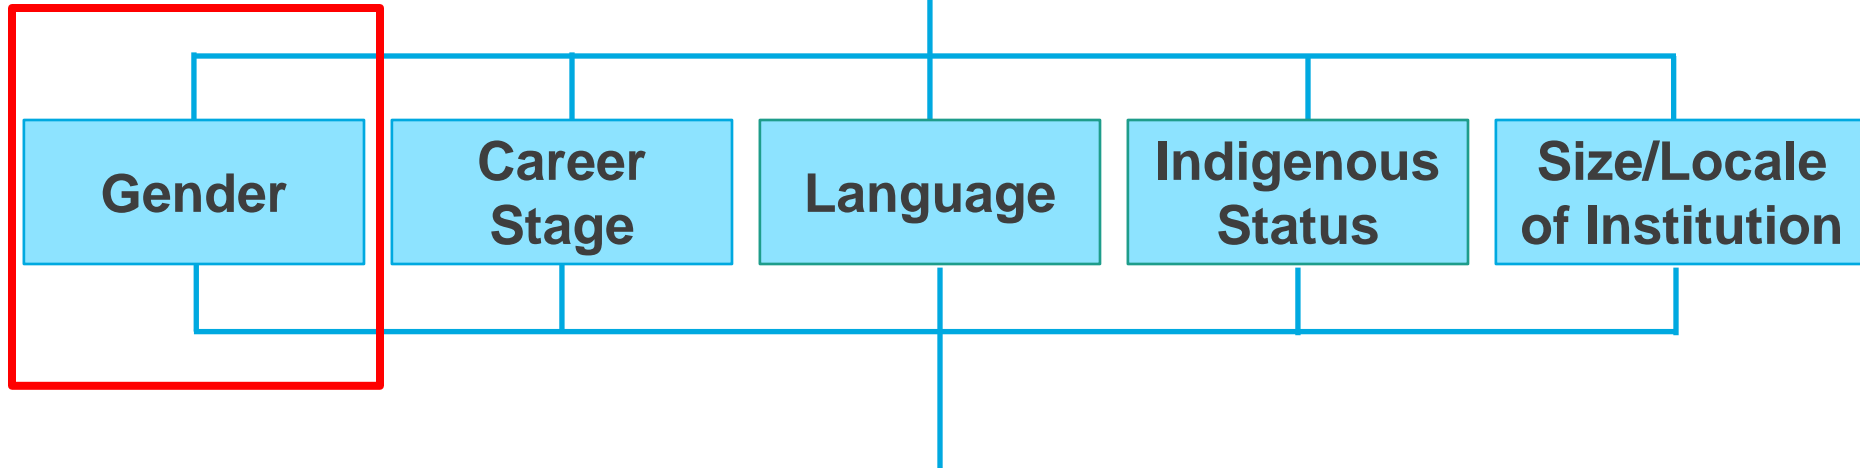 Gender
Career
Stage
Language
Indigenous
Status
Size/Locale
of Institution